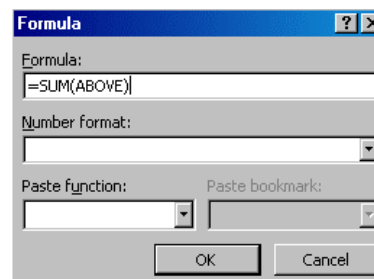 Formula
Formula:
=SUM(ABOVE)
Number format:
Paste function: Paste bookmark:
OK Cancel